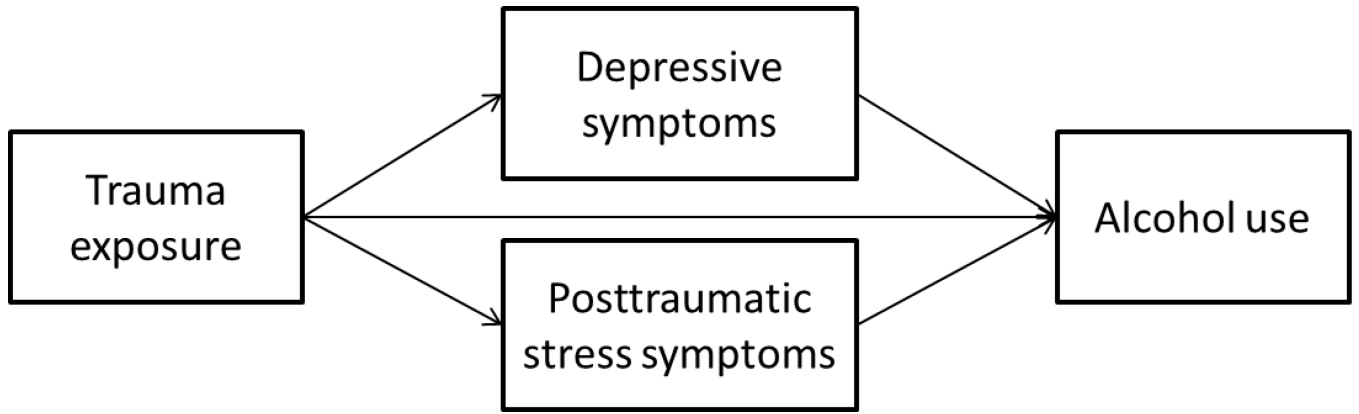 Depressive
symptoms
Trauma
exposure
Alcohol use
Posttraumatic
stress symptoms